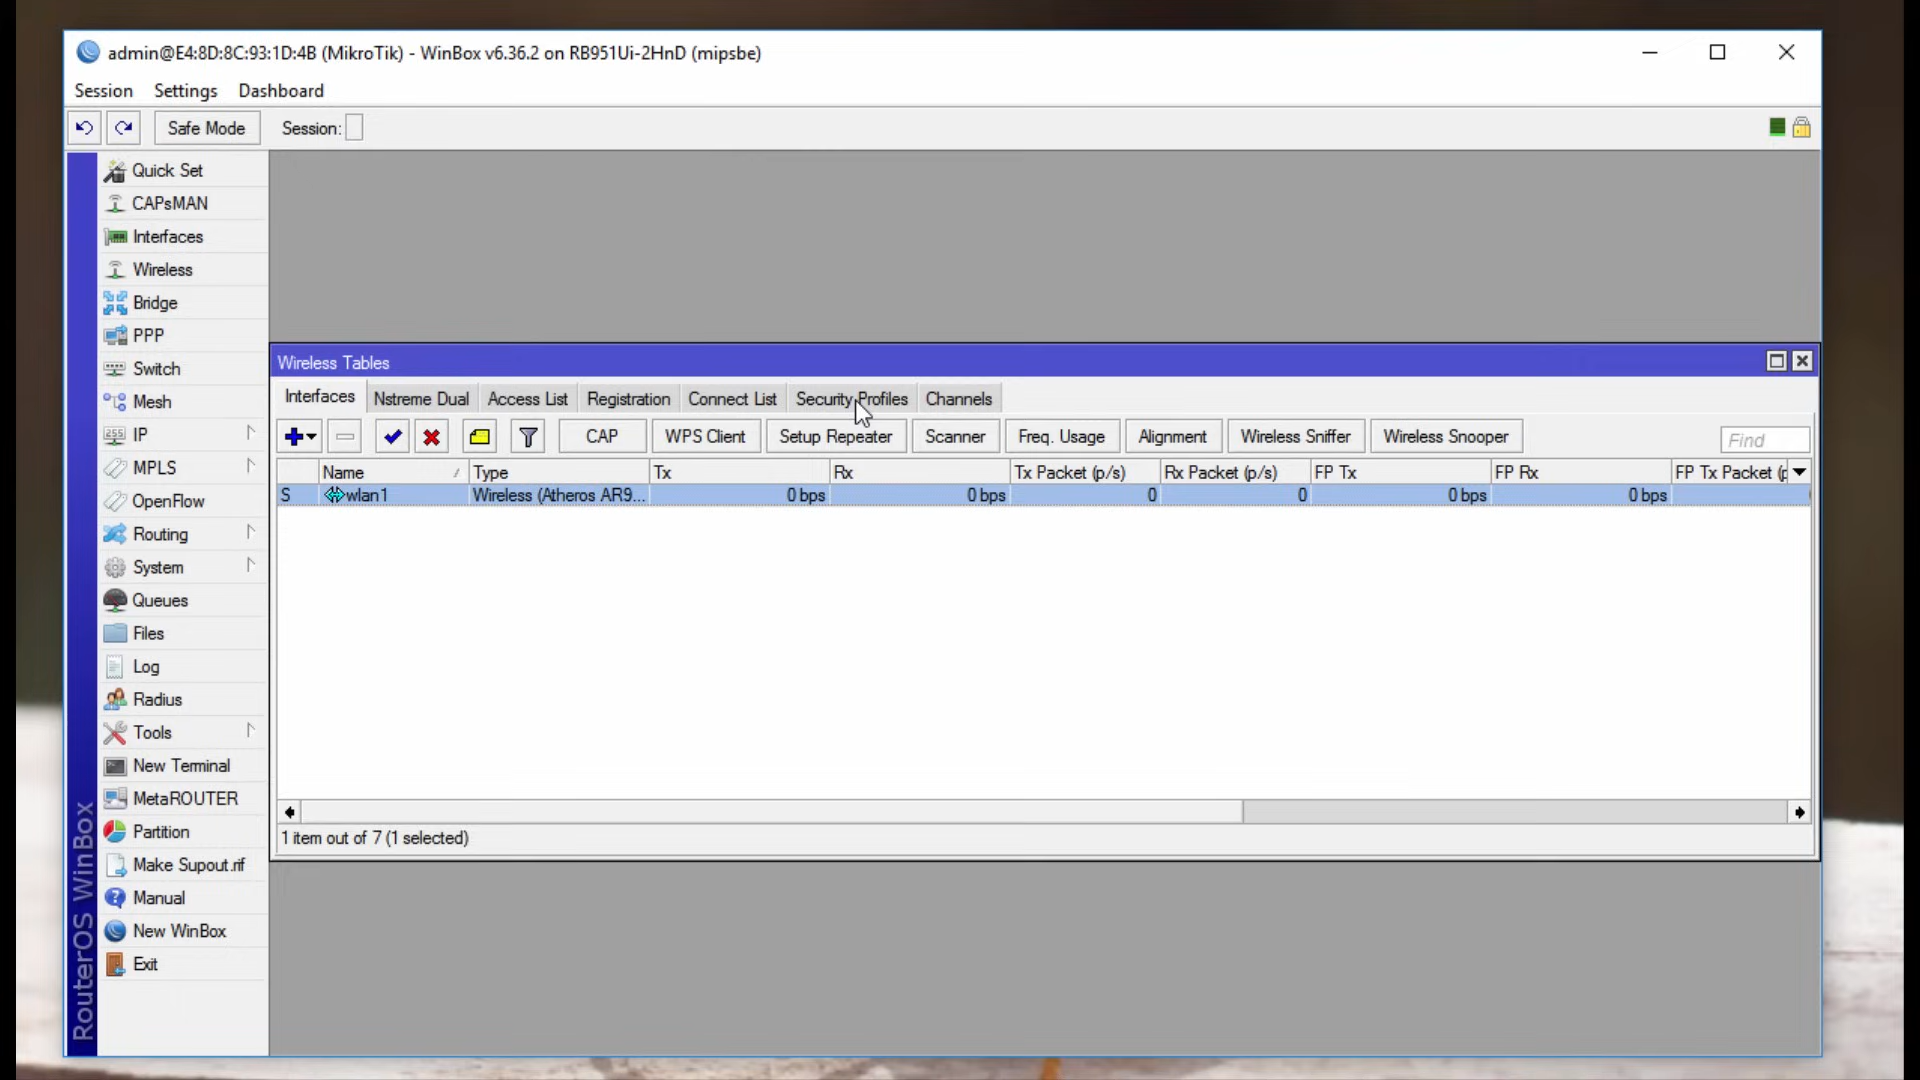 admin@E4:8D:8C:93:1D:4B (MikroTik) - WinBox v6.36.2 on RB951Ui-2HnD (mipsbe)
Session Settings Dashboard
Safe Mode Session:
Quick Set
CAPsMAN
Interfaces
Wireless
Bridge
PPP
Switch
Mesh
IP
MPLS
OpenFlow
Routing
System
Queues
Files
Log
Radius
Tools
New Terminal
MetaROUTER
Partition
Make Supout.rif
Manual
New WinBox
Exit
RouterOS WinBox
Wireless Tables
Interfaces Nstreme Dual Access List Registration Connect List Security Profiles Channels
CAP WPS Client Setup Repeater Scanner Freq. Usage Alignment Wireless Sniffer Wireless Snooper Find
Name Type Tx Rx Tx Packet (p/s) Rx Packet (p/s) FP Tx FP Rx FP Tx Packet (p
S wlan1 Wireless (Atheros AR9... 0 bps 0 bps 0 0 0 bps 0 bps
1 item out of 7 (1 selected)